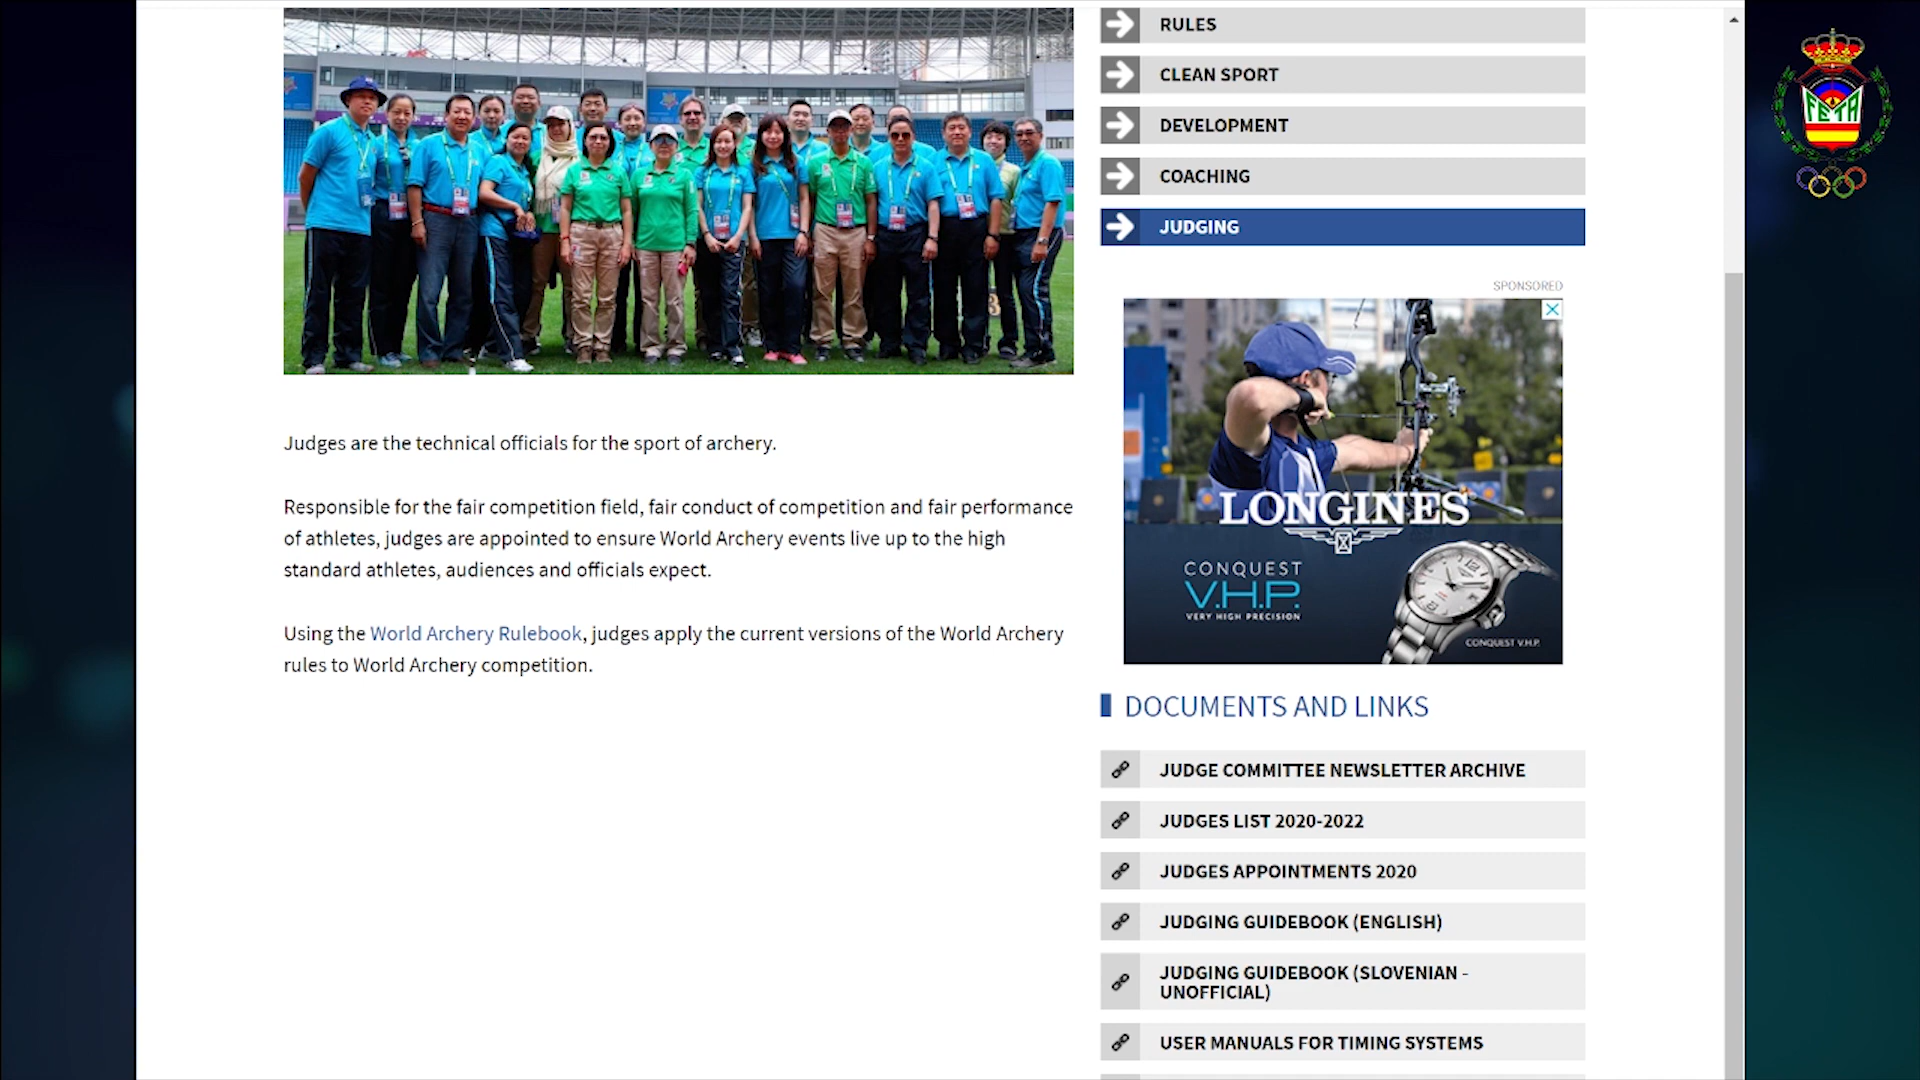 Judges are the technical officials for the sport of archery.
Responsible for the fair competition field, fair conduct of competition and fair performance
of athletes, judges are appointed to ensure World Archery events live up to the high
standard athletes, audiences and officials expect.
Using the World Archery Rulebook, judges apply the current versions of the World Archery
rules to World Archery competition.
RULES
CLEAN SPORT
DEVELOPMENT
COACHING
JUDGING
SPONSORED
LONGINES
CONQUEST
V.H.P.
VERY HIGH PRECISION
CONQUEST V.H.P.
DOCUMENTS AND LINKS
JUDGE COMMITTEE NEWSLETTER ARCHIVE
JUDGES LIST 2020-2022
JUDGES APPOINTMENTS 2020
JUDGING GUIDEBOOK (ENGLISH)
JUDGING GUIDEBOOK (SLOVENIAN -
UNOFFICIAL)
USER MANUALS FOR TIMING SYSTEMS
FETA